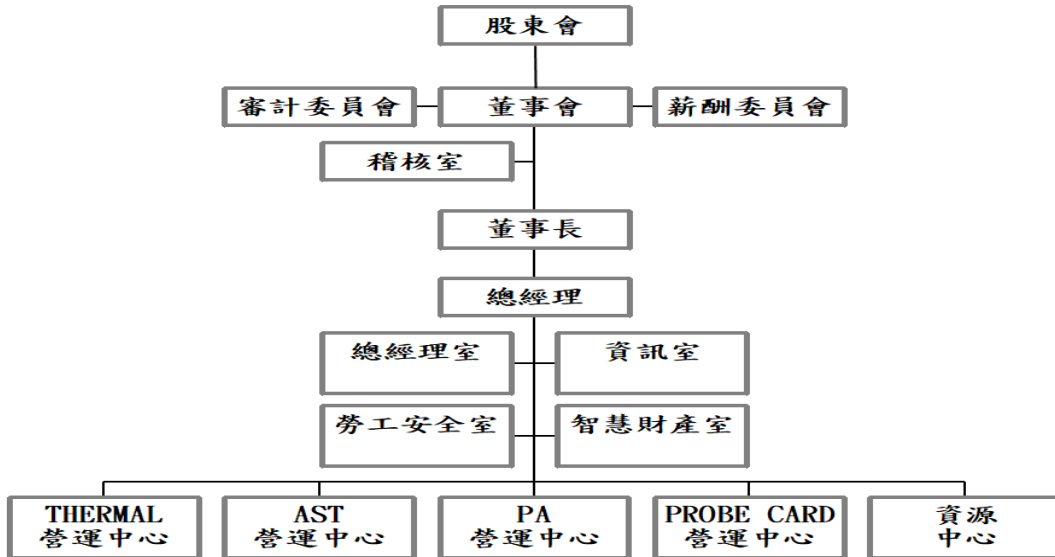 股東會
審計委員會
董事會
薪酬委員會
稽核室
董事長
總經理
總經理室
資訊室
勞工安全室
智慧財產室
THERMAL
營運中心
AST
營運中心
PA
營運中心
PROBE CARD
營運中心
資源
中心